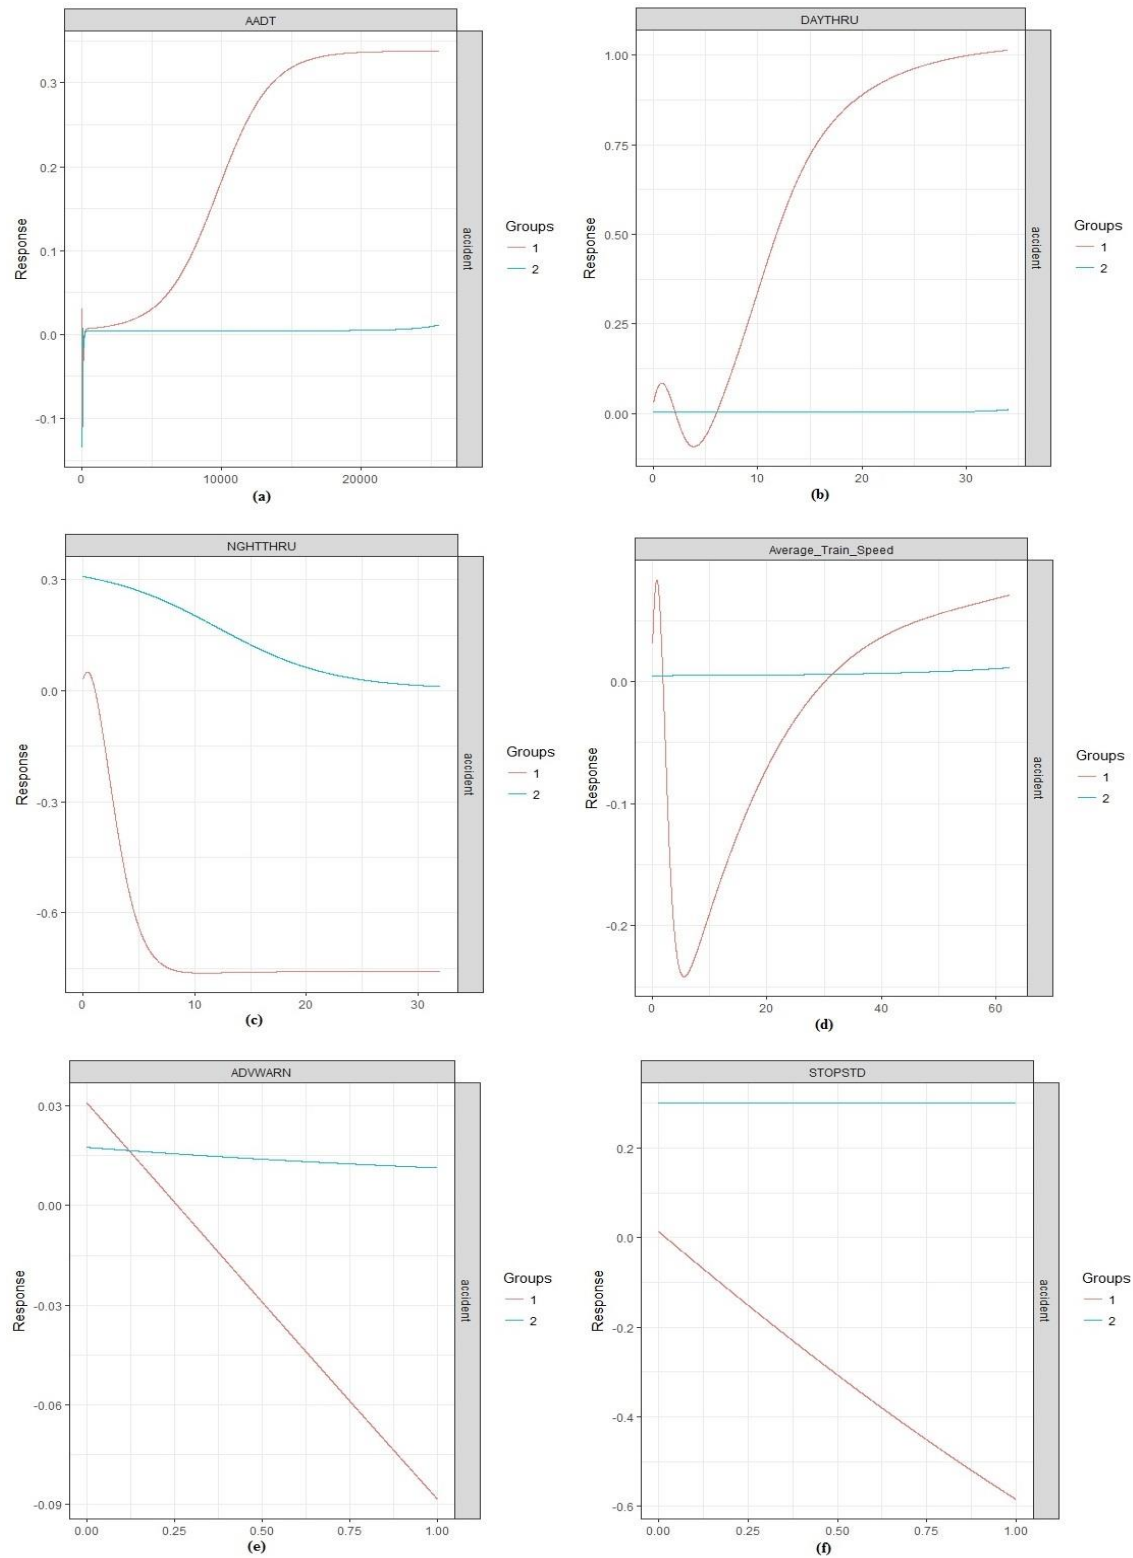 AADT
0.3
0.2
0.1
0.0
-0.1
Response
accident
Groups
1
2
0
10000
20000
(a)
DAYTHRU
1.00
0.75
0.50
0.25
0.00
Response
accident
Groups
1
2
0
10
20
30
(b)
NGHTTHRU
0.3
0.0
-0.3
-0.6
Response
accident
Groups
1
2
0
10
20
30
(c)
Average_Train_Speed
0.0
-0.1
-0.2
Response
accident
Groups
1
2
0
20
40
60
(d)
ADVWARN
0.03
0.00
-0.03
-0.06
-0.09
Response
accident
Groups
1
2
0.00
0.25
0.50
0.75
1.00
(e)
STOPSTD
0.2
0.0
-0.2
-0.4
-0.6
Response
accident
Groups
1
2
0.00
0.25
0.50
0.75
1.00
(f)